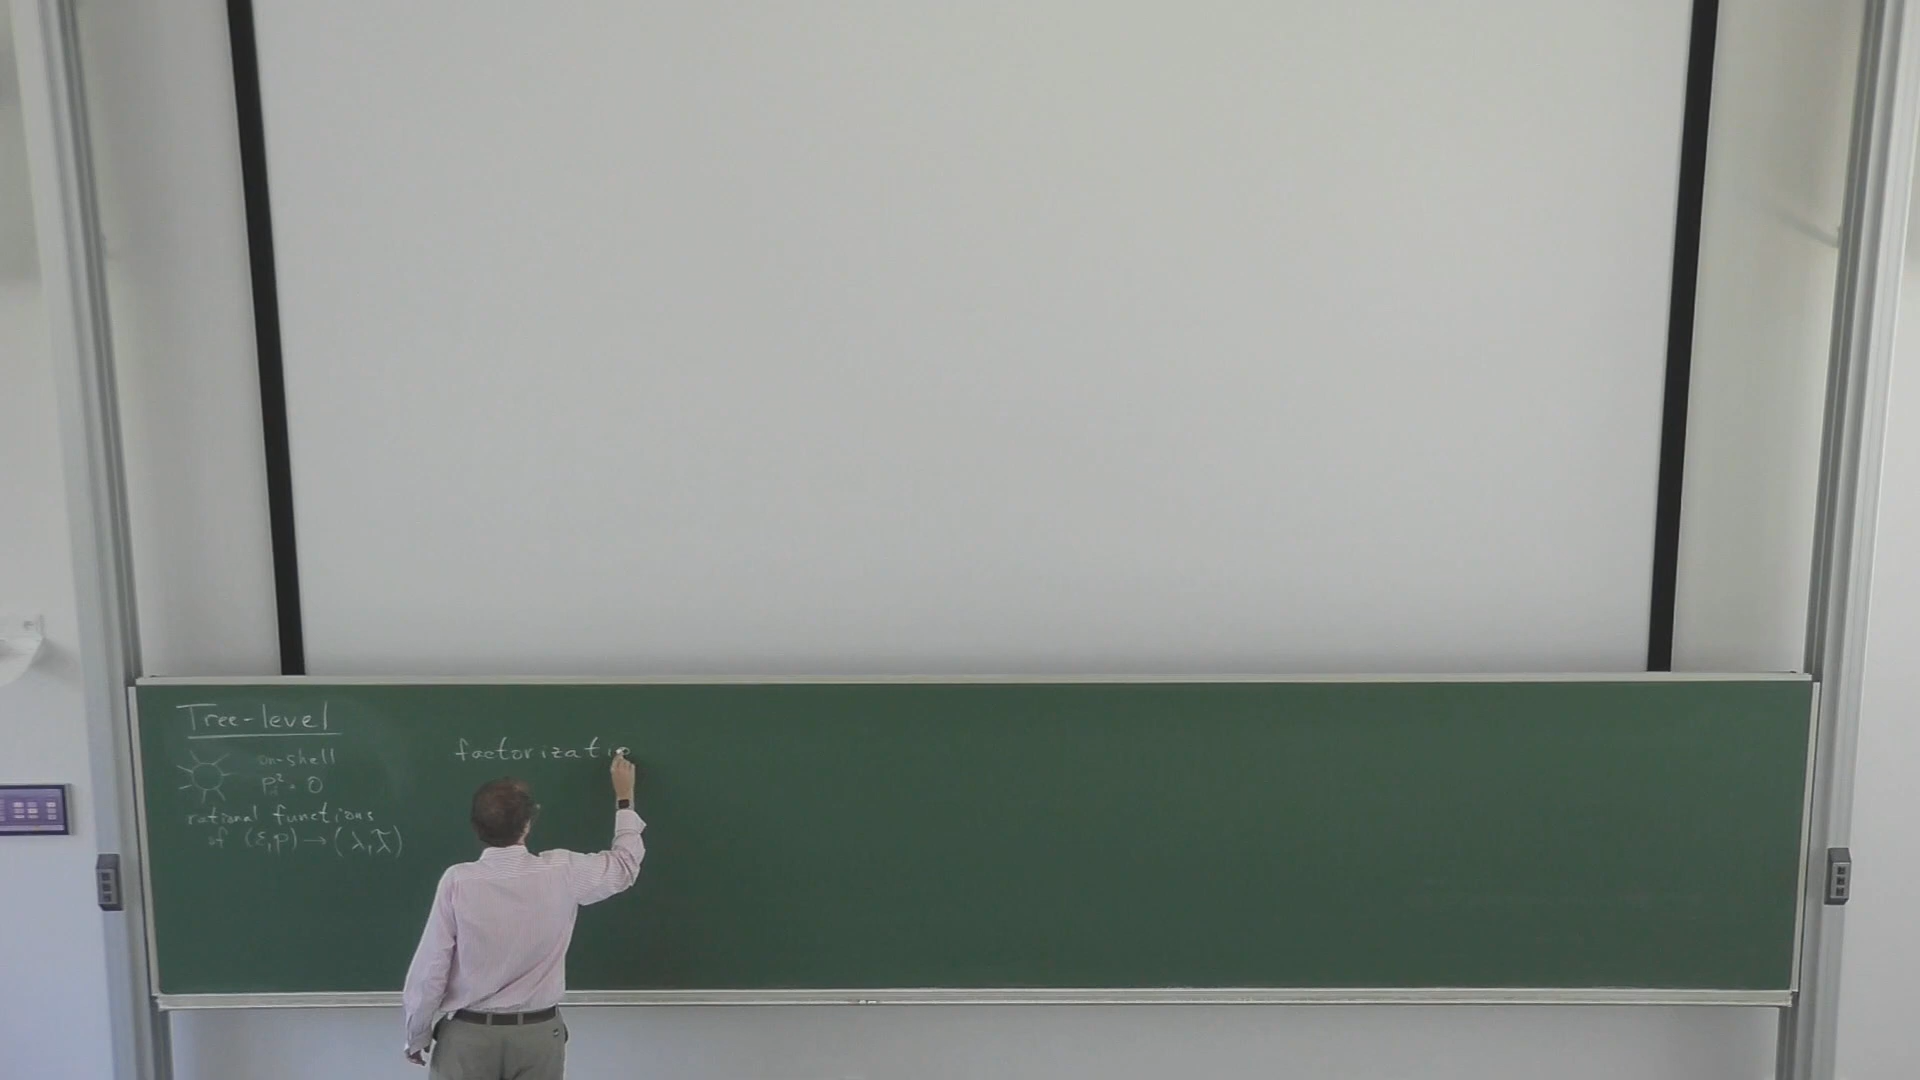 Tree-level
on-shell
P_i^2 = 0
rational functions
of (ε,p) → (λ,λ̃)
factorizatio